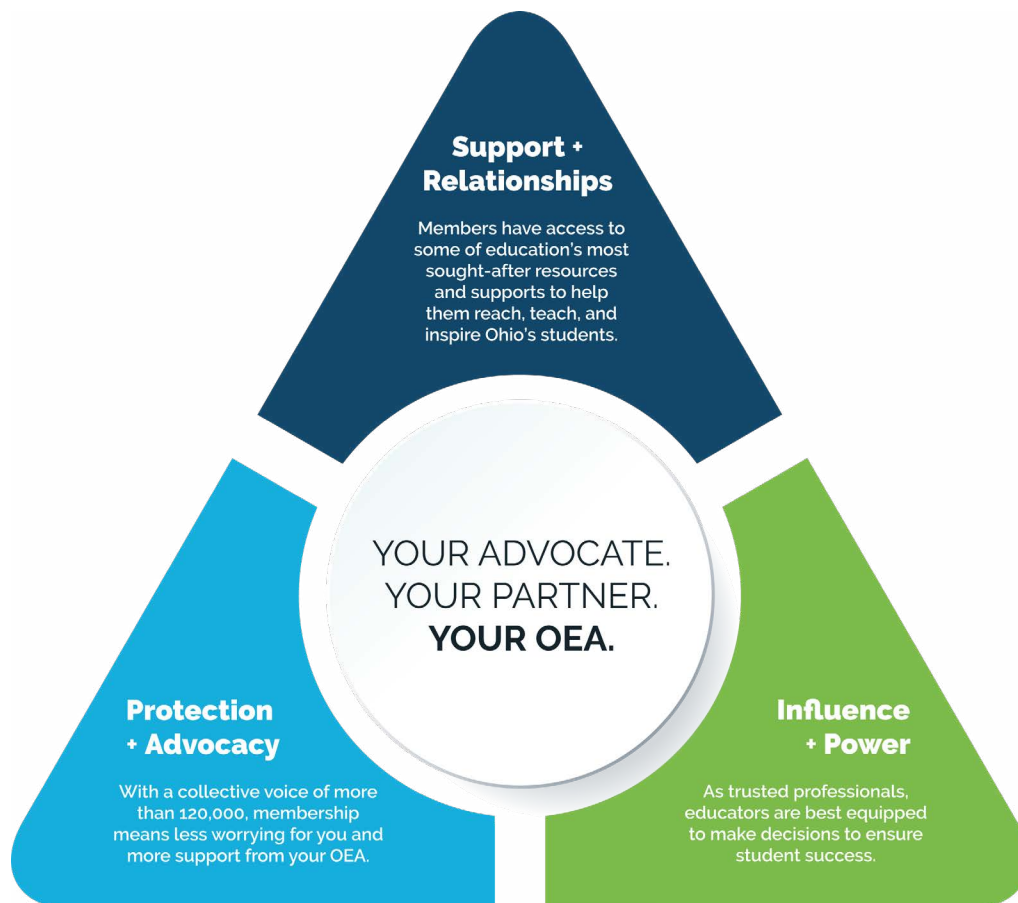 Support +
Relationships
Members have access to
some of education's most
sought-after resources
and supports to help
them reach, teach, and
inspire Ohio's students.
YOUR ADVOCATE.
YOUR PARTNER.
YOUR OEA.
Protection
+ Advocacy
With a collective voice of more
than 120,000, membership
means less worrying for you and
more support from your OEA.
Influence
+ Power
As trusted professionals,
educators are best equipped
to make decisions to ensure
student success.